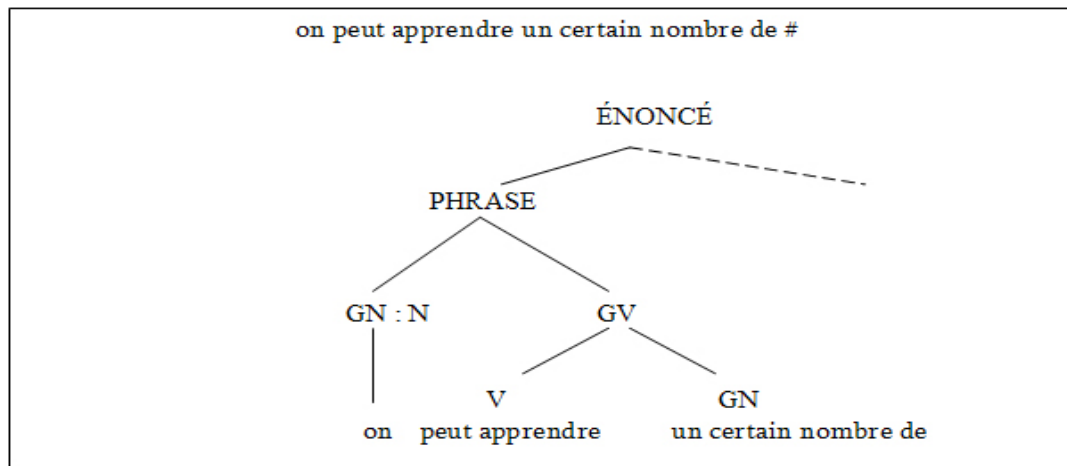 on peut apprendre un certain nombre de #
ÉNONCÉ
PHRASE
GN : N GV
V GN
on peut apprendre un certain nombre de